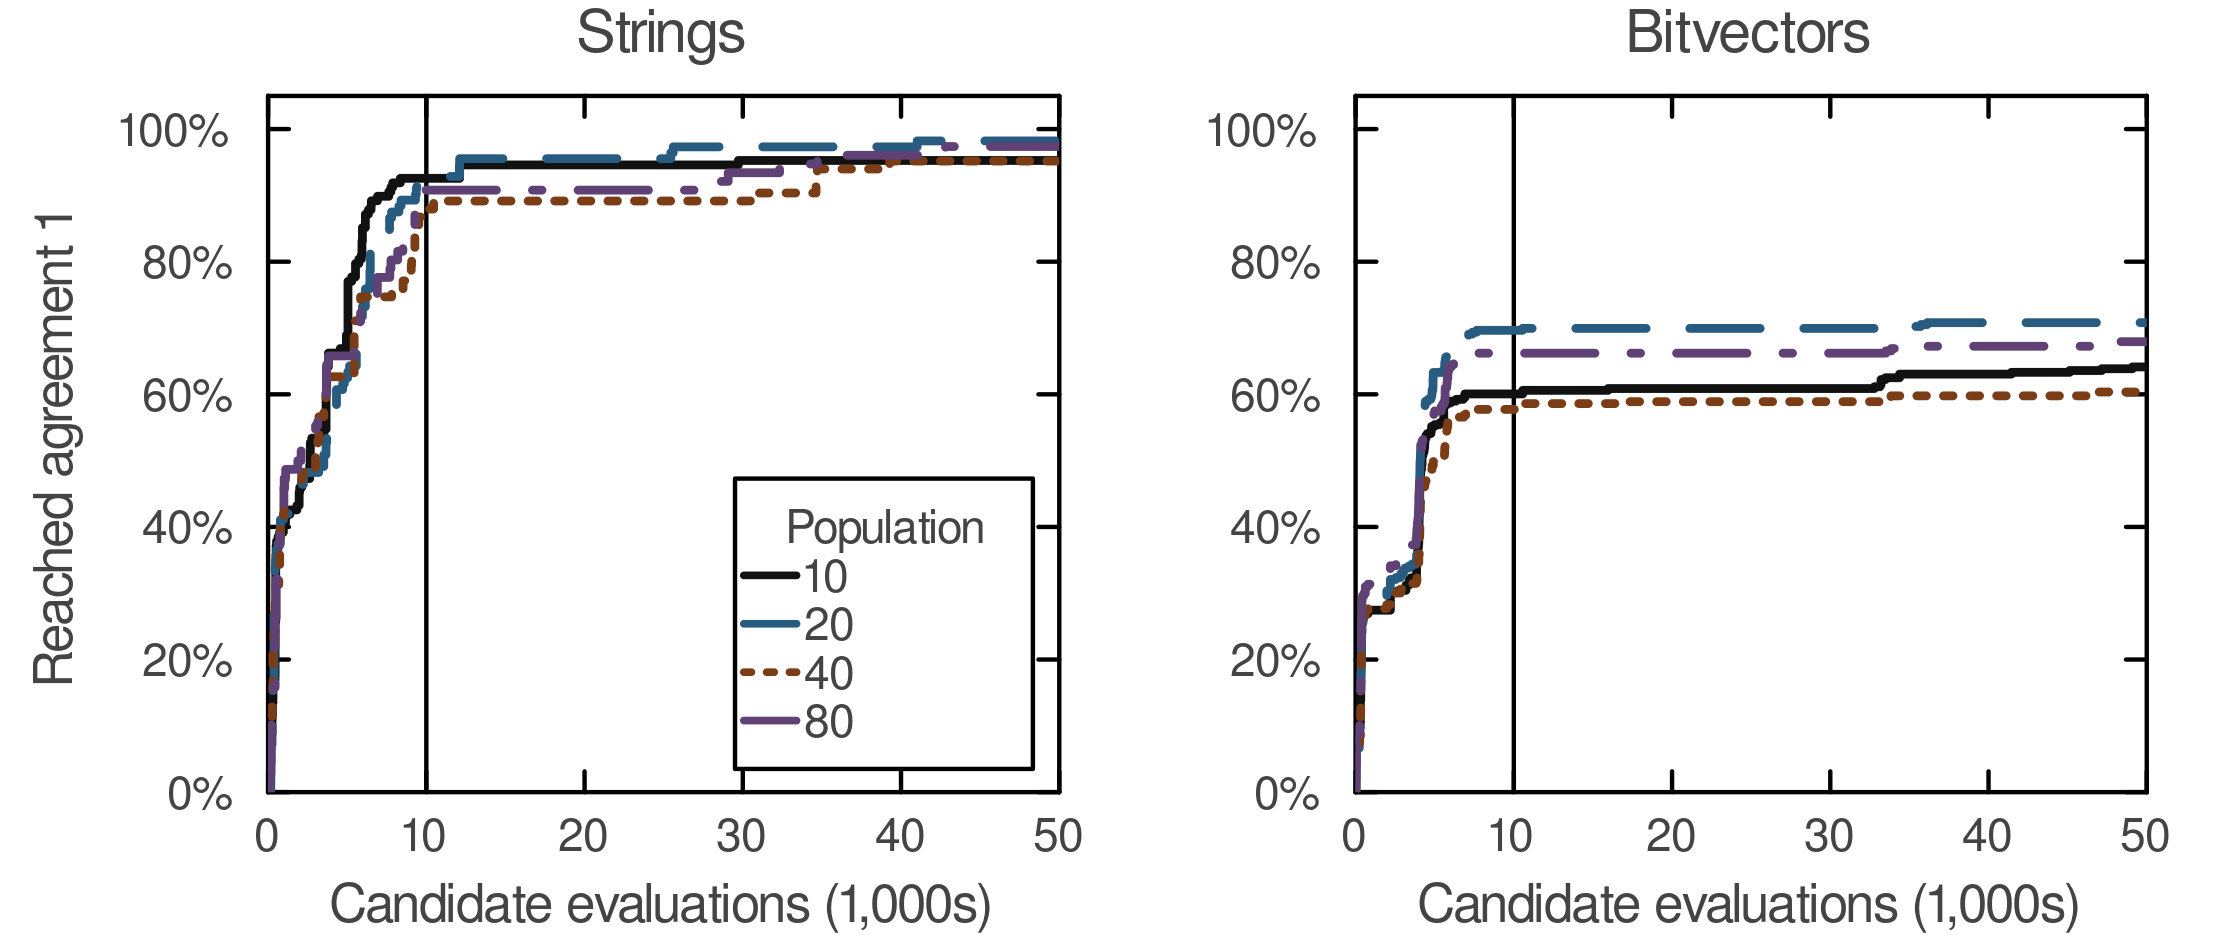 Strings
Bitvectors
Reached agreement 1
100%
80%
60%
40%
20%
0%
0 10 20 30 40 50
Candidate evaluations (1,000s)
Population
10
20
40
80
100%
80%
60%
40%
20%
0%
0 10 20 30 40 50
Candidate evaluations (1,000s)